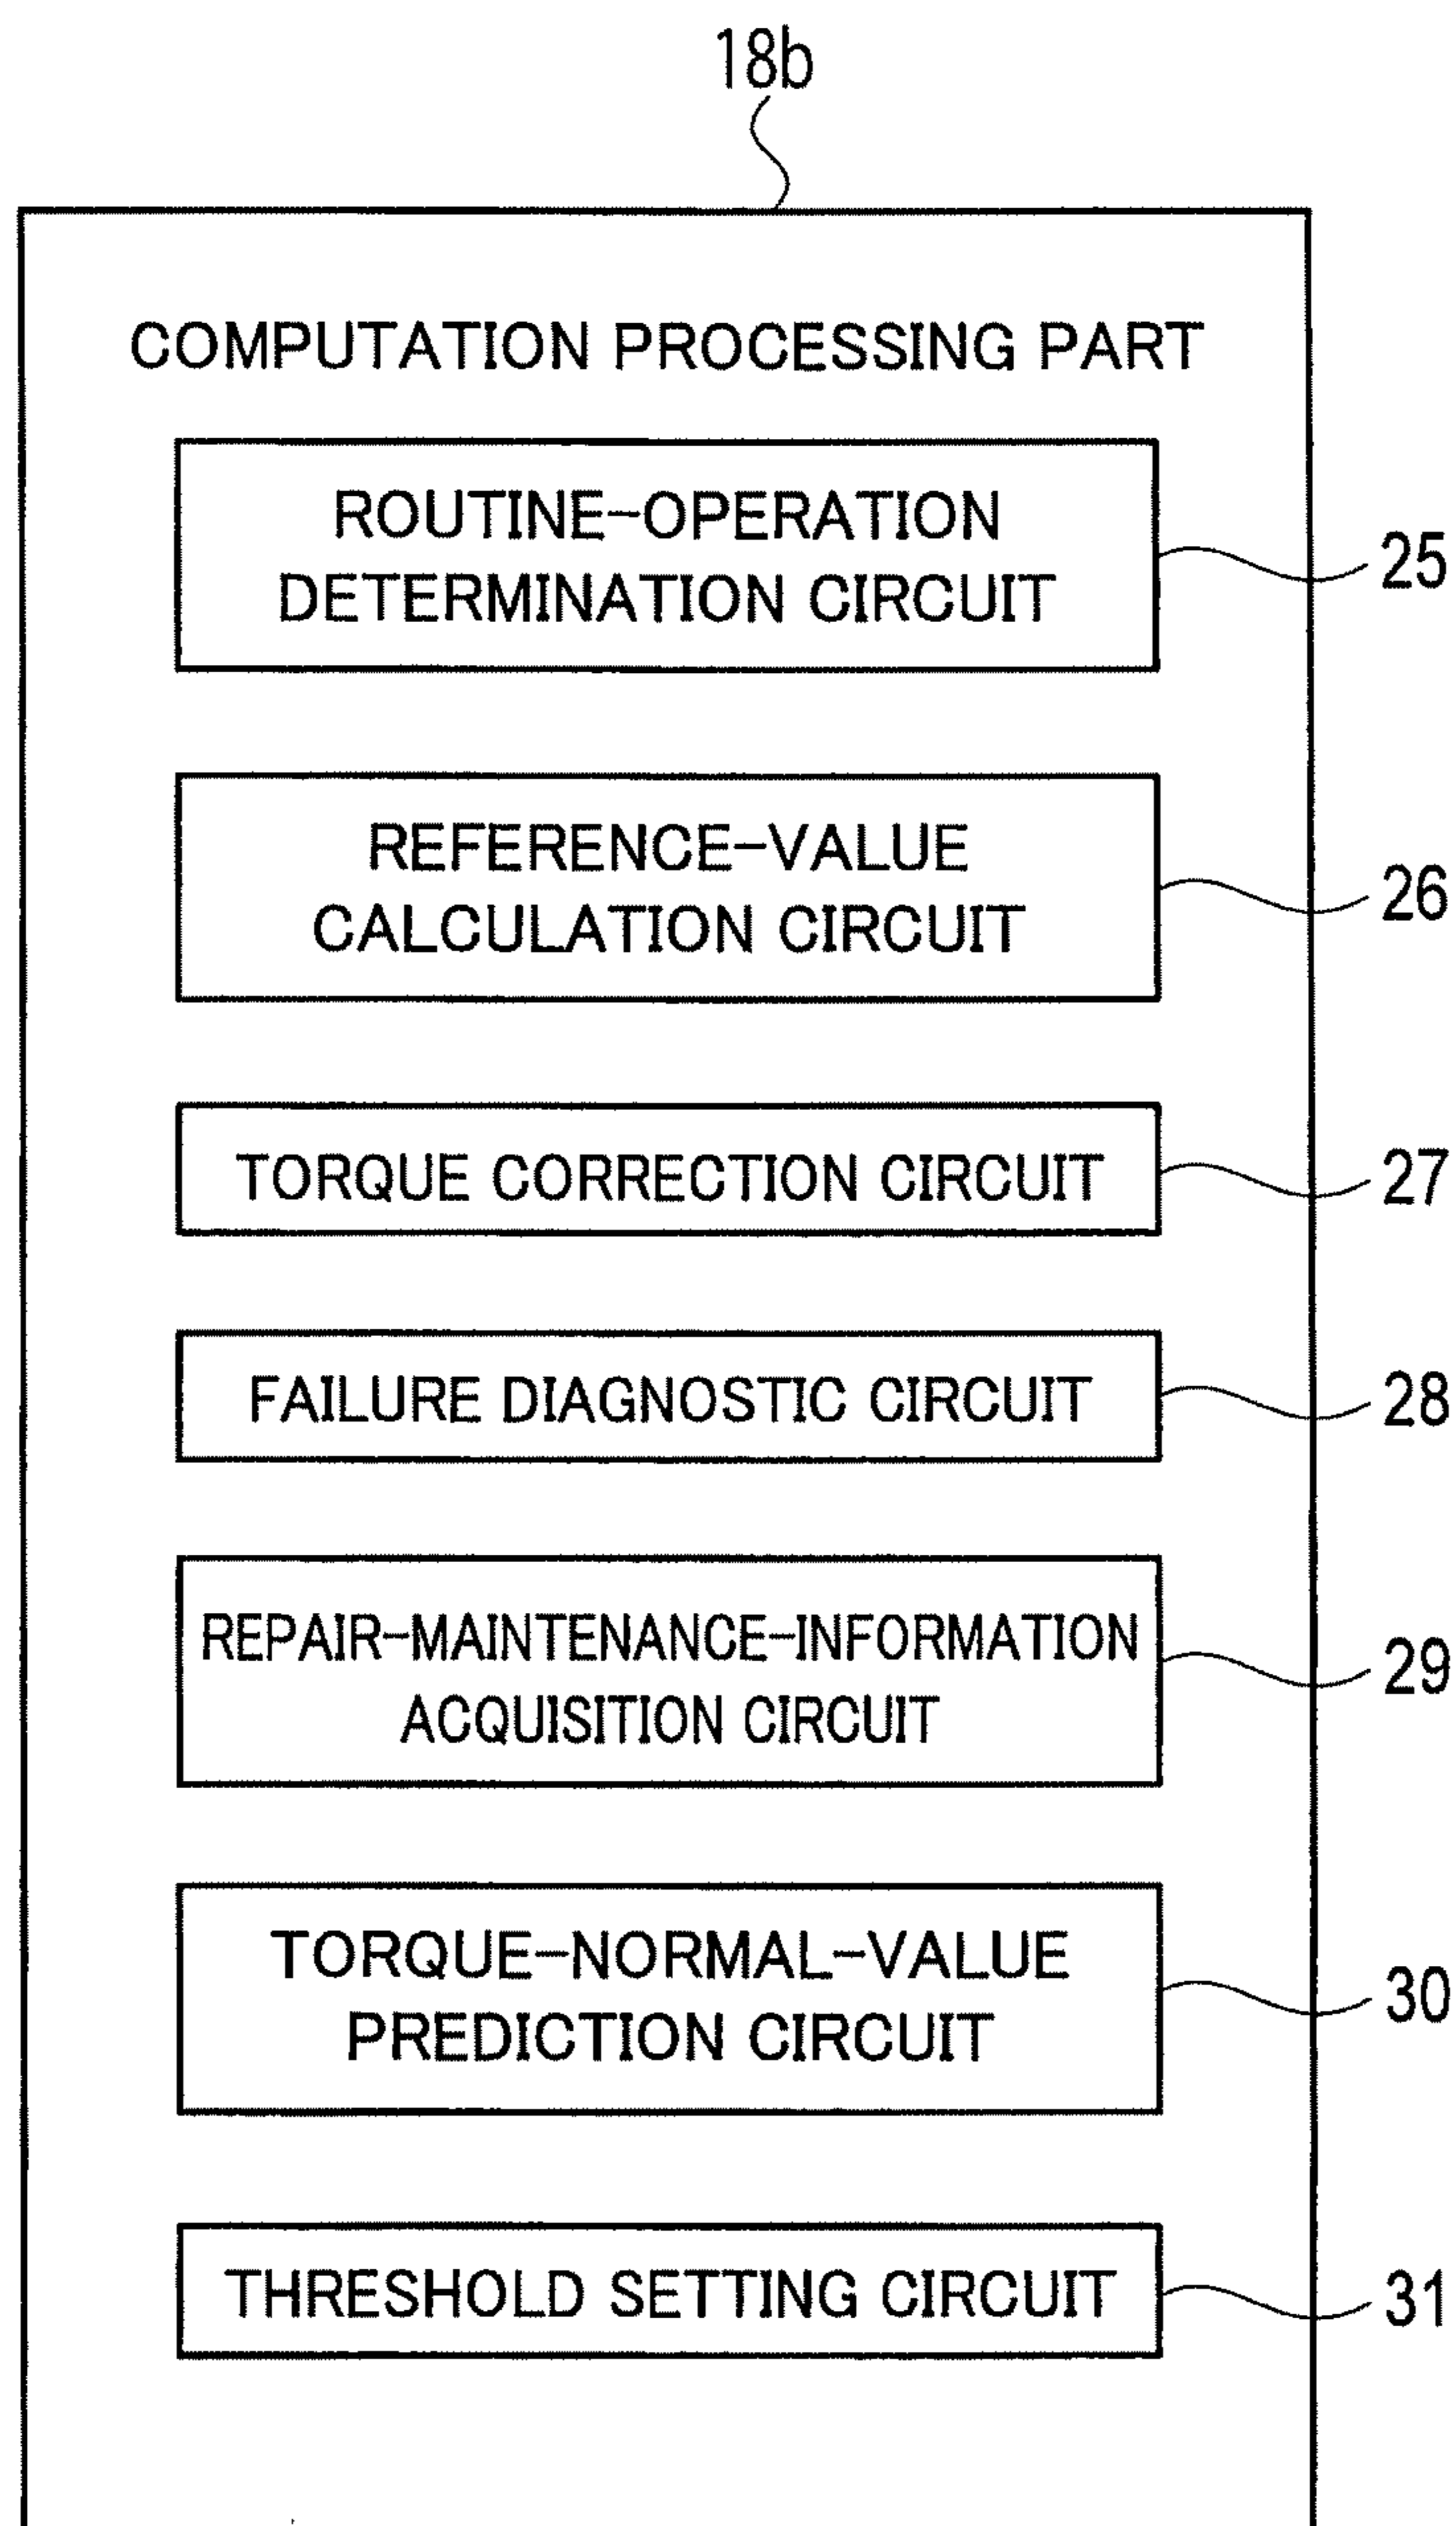 18b
COMPUTATION PROCESSING PART
ROUTINE-OPERATION
DETERMINATION CIRCUIT
25
REFERENCE-VALUE
CALCULATION CIRCUIT
26
TORQUE CORRECTION CIRCUIT
27
FAILURE DIAGNOSTIC CIRCUIT
28
REPAIR-MAINTENANCE-INFORMATION
ACQUISITION CIRCUIT
29
TORQUE-NORMAL-VALUE
PREDICTION CIRCUIT
30
THRESHOLD SETTING CIRCUIT
31